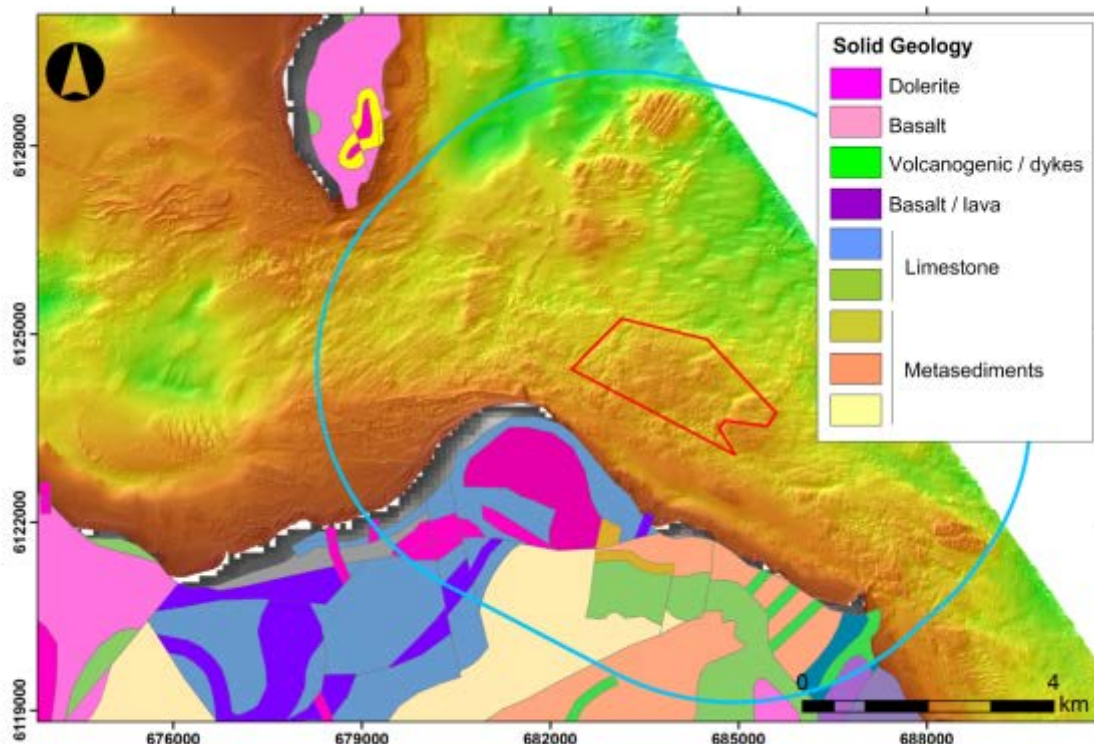 Solid Geology
Dolerite
Basalt
Volcanogenic / dykes
Basalt / lava
Limestone
Metasediments
6128000
6125000
6122000
6119000
0 4
km
676000 679000 682000 685000 688000